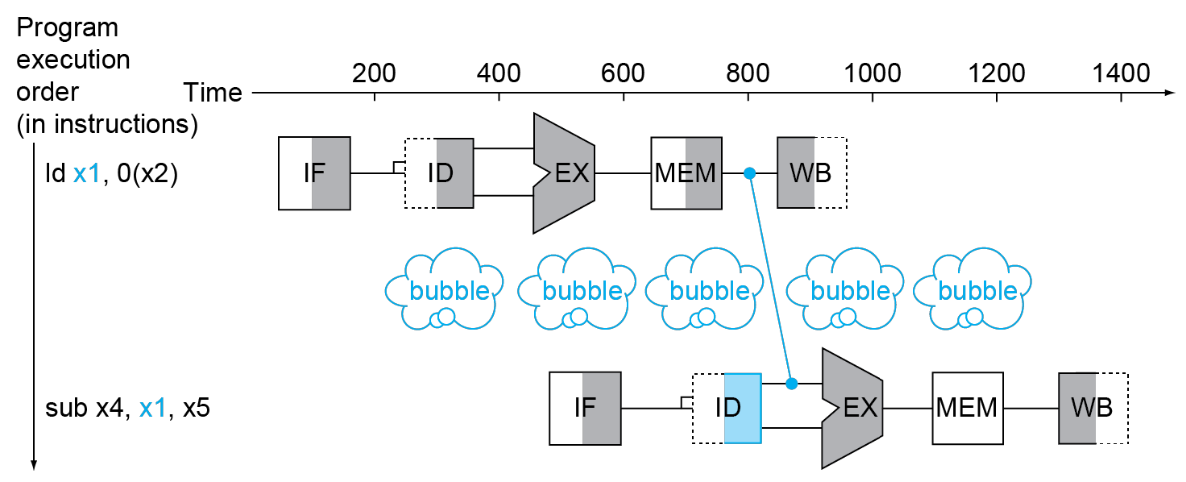 Program
execution
order
(in instructions)
Time
200 400 600 800 1000 1200 1400
ld x1, 0(x2)
IF ID EX MEM WB
bubble bubble bubble bubble bubble
sub x4, x1, x5
IF ID EX MEM WB